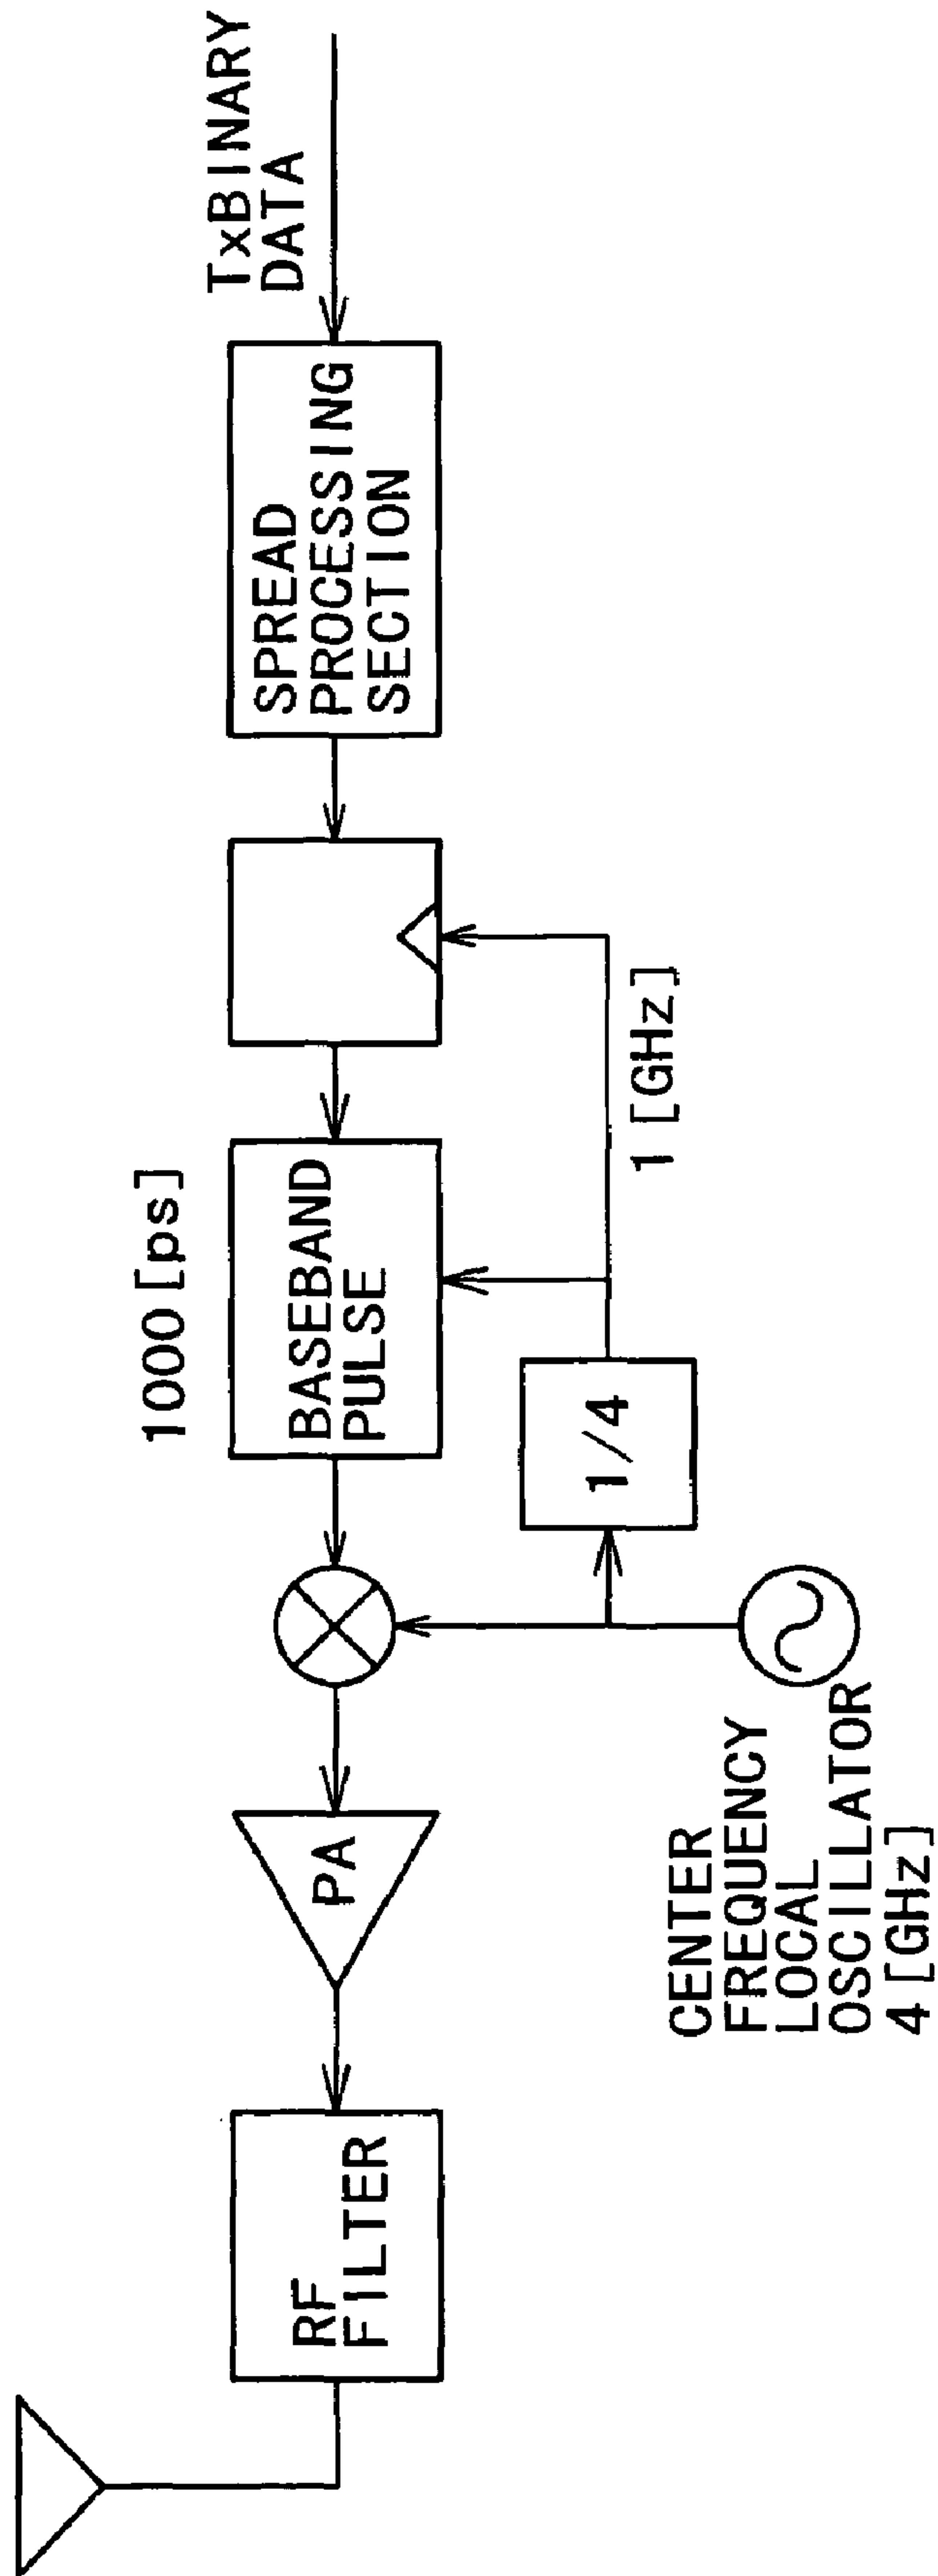 1000[ps]
TxBINARY
DATA
RF
FILTER
PA
BASEBAND
PULSE
SPREAD
PROCESSING
SECTION
1/4
1[GHz]
CENTER
FREQUENCY
LOCAL
OSCILLATOR
4[GHz]